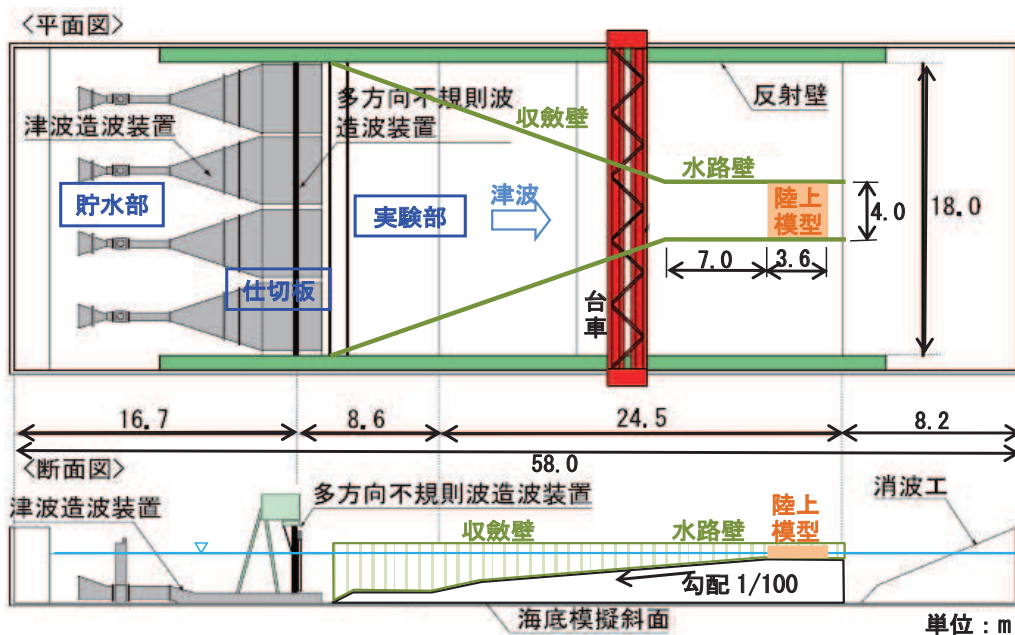 <平面図>
津波造波装置
多方向不規則波
造波装置
収斂壁
反射壁
貯水部
実験部
津波
水路壁
陸上
模型
4.0
18.0
7.0
3.6
仕切板
台車
16.7
8.6
24.5
8.2
58.0
<断面図>
津波造波装置
多方向不規則波造波装置
収斂壁
水路壁
陸上
模型
消波工
勾配 1/100
海底模擬斜面
単位：m